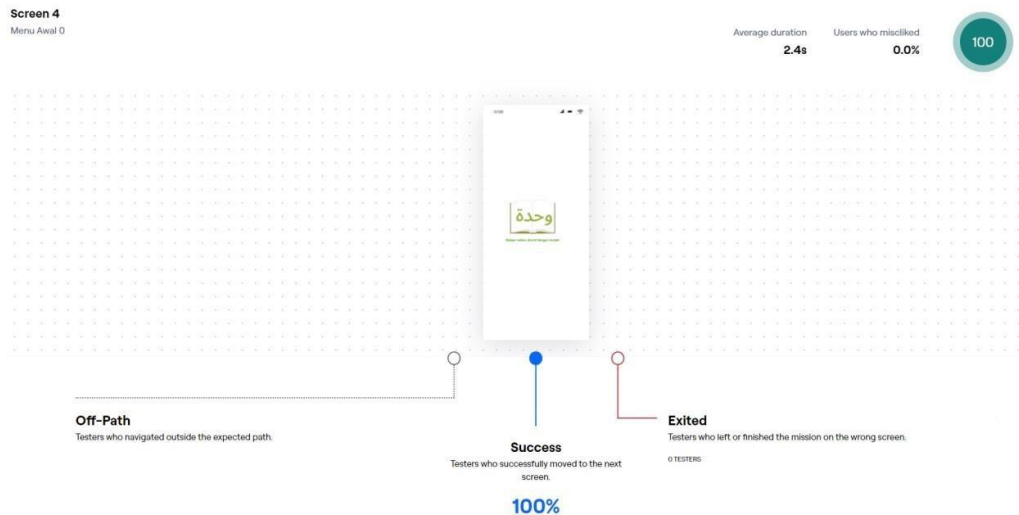 Screen 4
Menu Awal 0
Average duration
2.4s
Users who misliked
0.0%
100
وحدة
Off-Path
Testers who navigated outside the expected path.
Success
Testers who successfully moved to the next
screen.
100%
Exited
Testers who left or finished the mission on the wrong screen.
0 TESTERS